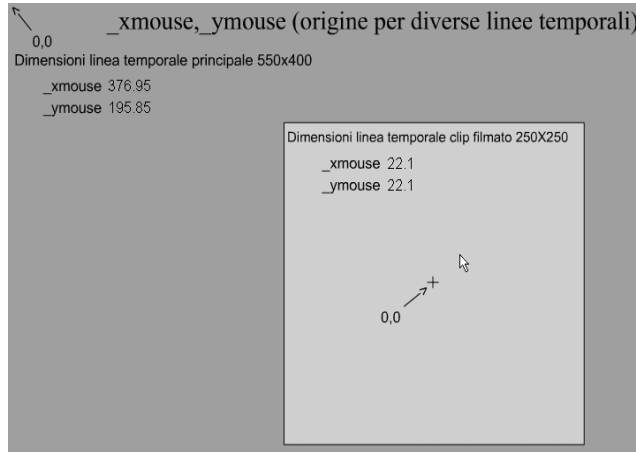 _xmouse,_ymouse (origine per diverse linee temporali)
0,0
Dimensioni linea temporale principale 550x400
_xmouse 376.95
_ymouse 195.85
Dimensioni linea temporale clip filmato 250X250
_xmouse 22.1
_ymouse 22.1
0,0